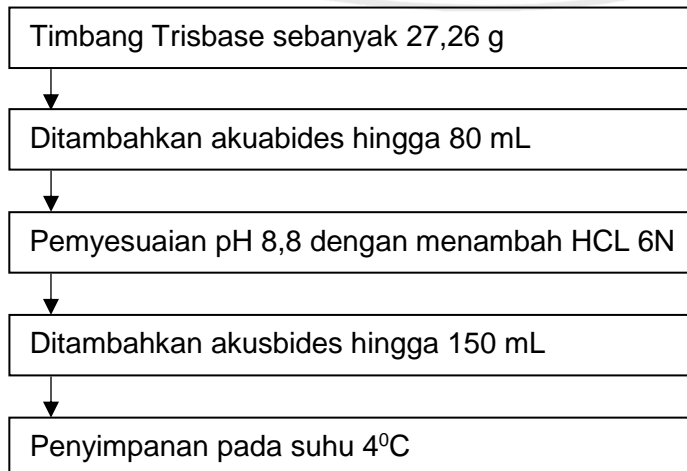 Timbang Trisbase sebanyak 27,26 g
Ditambahkan akuabides hingga 80 mL
Pemyesuaian pH 8,8 dengan menambah HCL 6N
Ditambahkan akusbides hingga 150 mL
Penyimpanan pada suhu 4⁰C